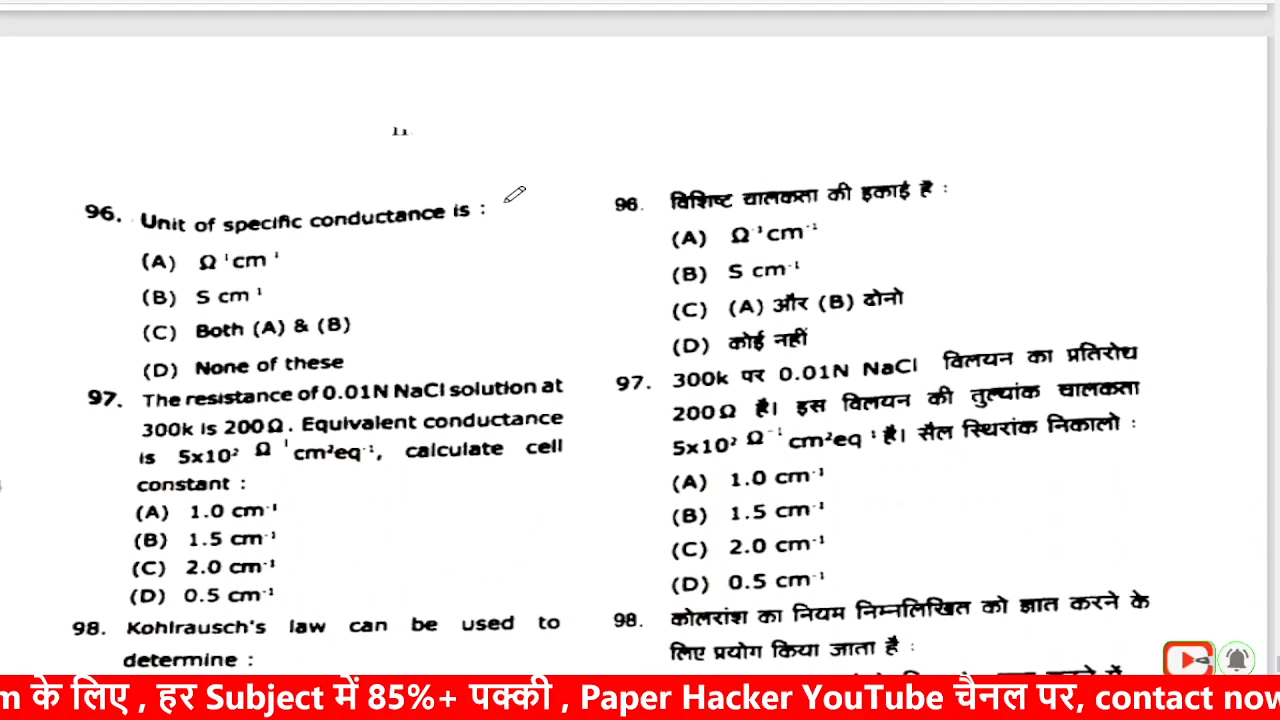 96. Unit of specific conductance is :
(A) Ω⁻¹cm⁻¹
(B) S cm⁻¹
(C) Both (A) & (B)
(D) None of these
97. The resistance of 0.01N NaCl solution at
300k is 200Ω. Equivalent conductance
is 5x10² Ω⁻¹ cm²eq⁻¹, calculate cell
constant :
(A) 1.0 cm⁻¹
(B) 1.5 cm⁻¹
(C) 2.0 cm⁻¹
(D) 0.5 cm⁻¹
98. Kohlrausch's law can be used to
determine :
96. विशिष्ट चालकता की इकाई है :
(A) Ω⁻¹cm⁻¹
(B) S cm⁻¹
(C) (A) और (B) दोनो
(D) कोई नहीं
97. 300k पर 0.01N NaCl विलयन का प्रतिरोध
200Ω है। इस विलयन की तुल्यांक चालकता
5x10² Ω⁻¹ cm²eq⁻¹ है। सैल स्थिरांक निकालो :
(A) 1.0 cm⁻¹
(B) 1.5 cm⁻¹
(C) 2.0 cm⁻¹
(D) 0.5 cm⁻¹
98. कोलरांश का नियम निम्नलिखित को ज्ञात करने के
लिए प्रयोग किया जाता है :
के लिए , हर Subject में 85%+ पक्की , Paper Hacker YouTube चैनल पर, contact now